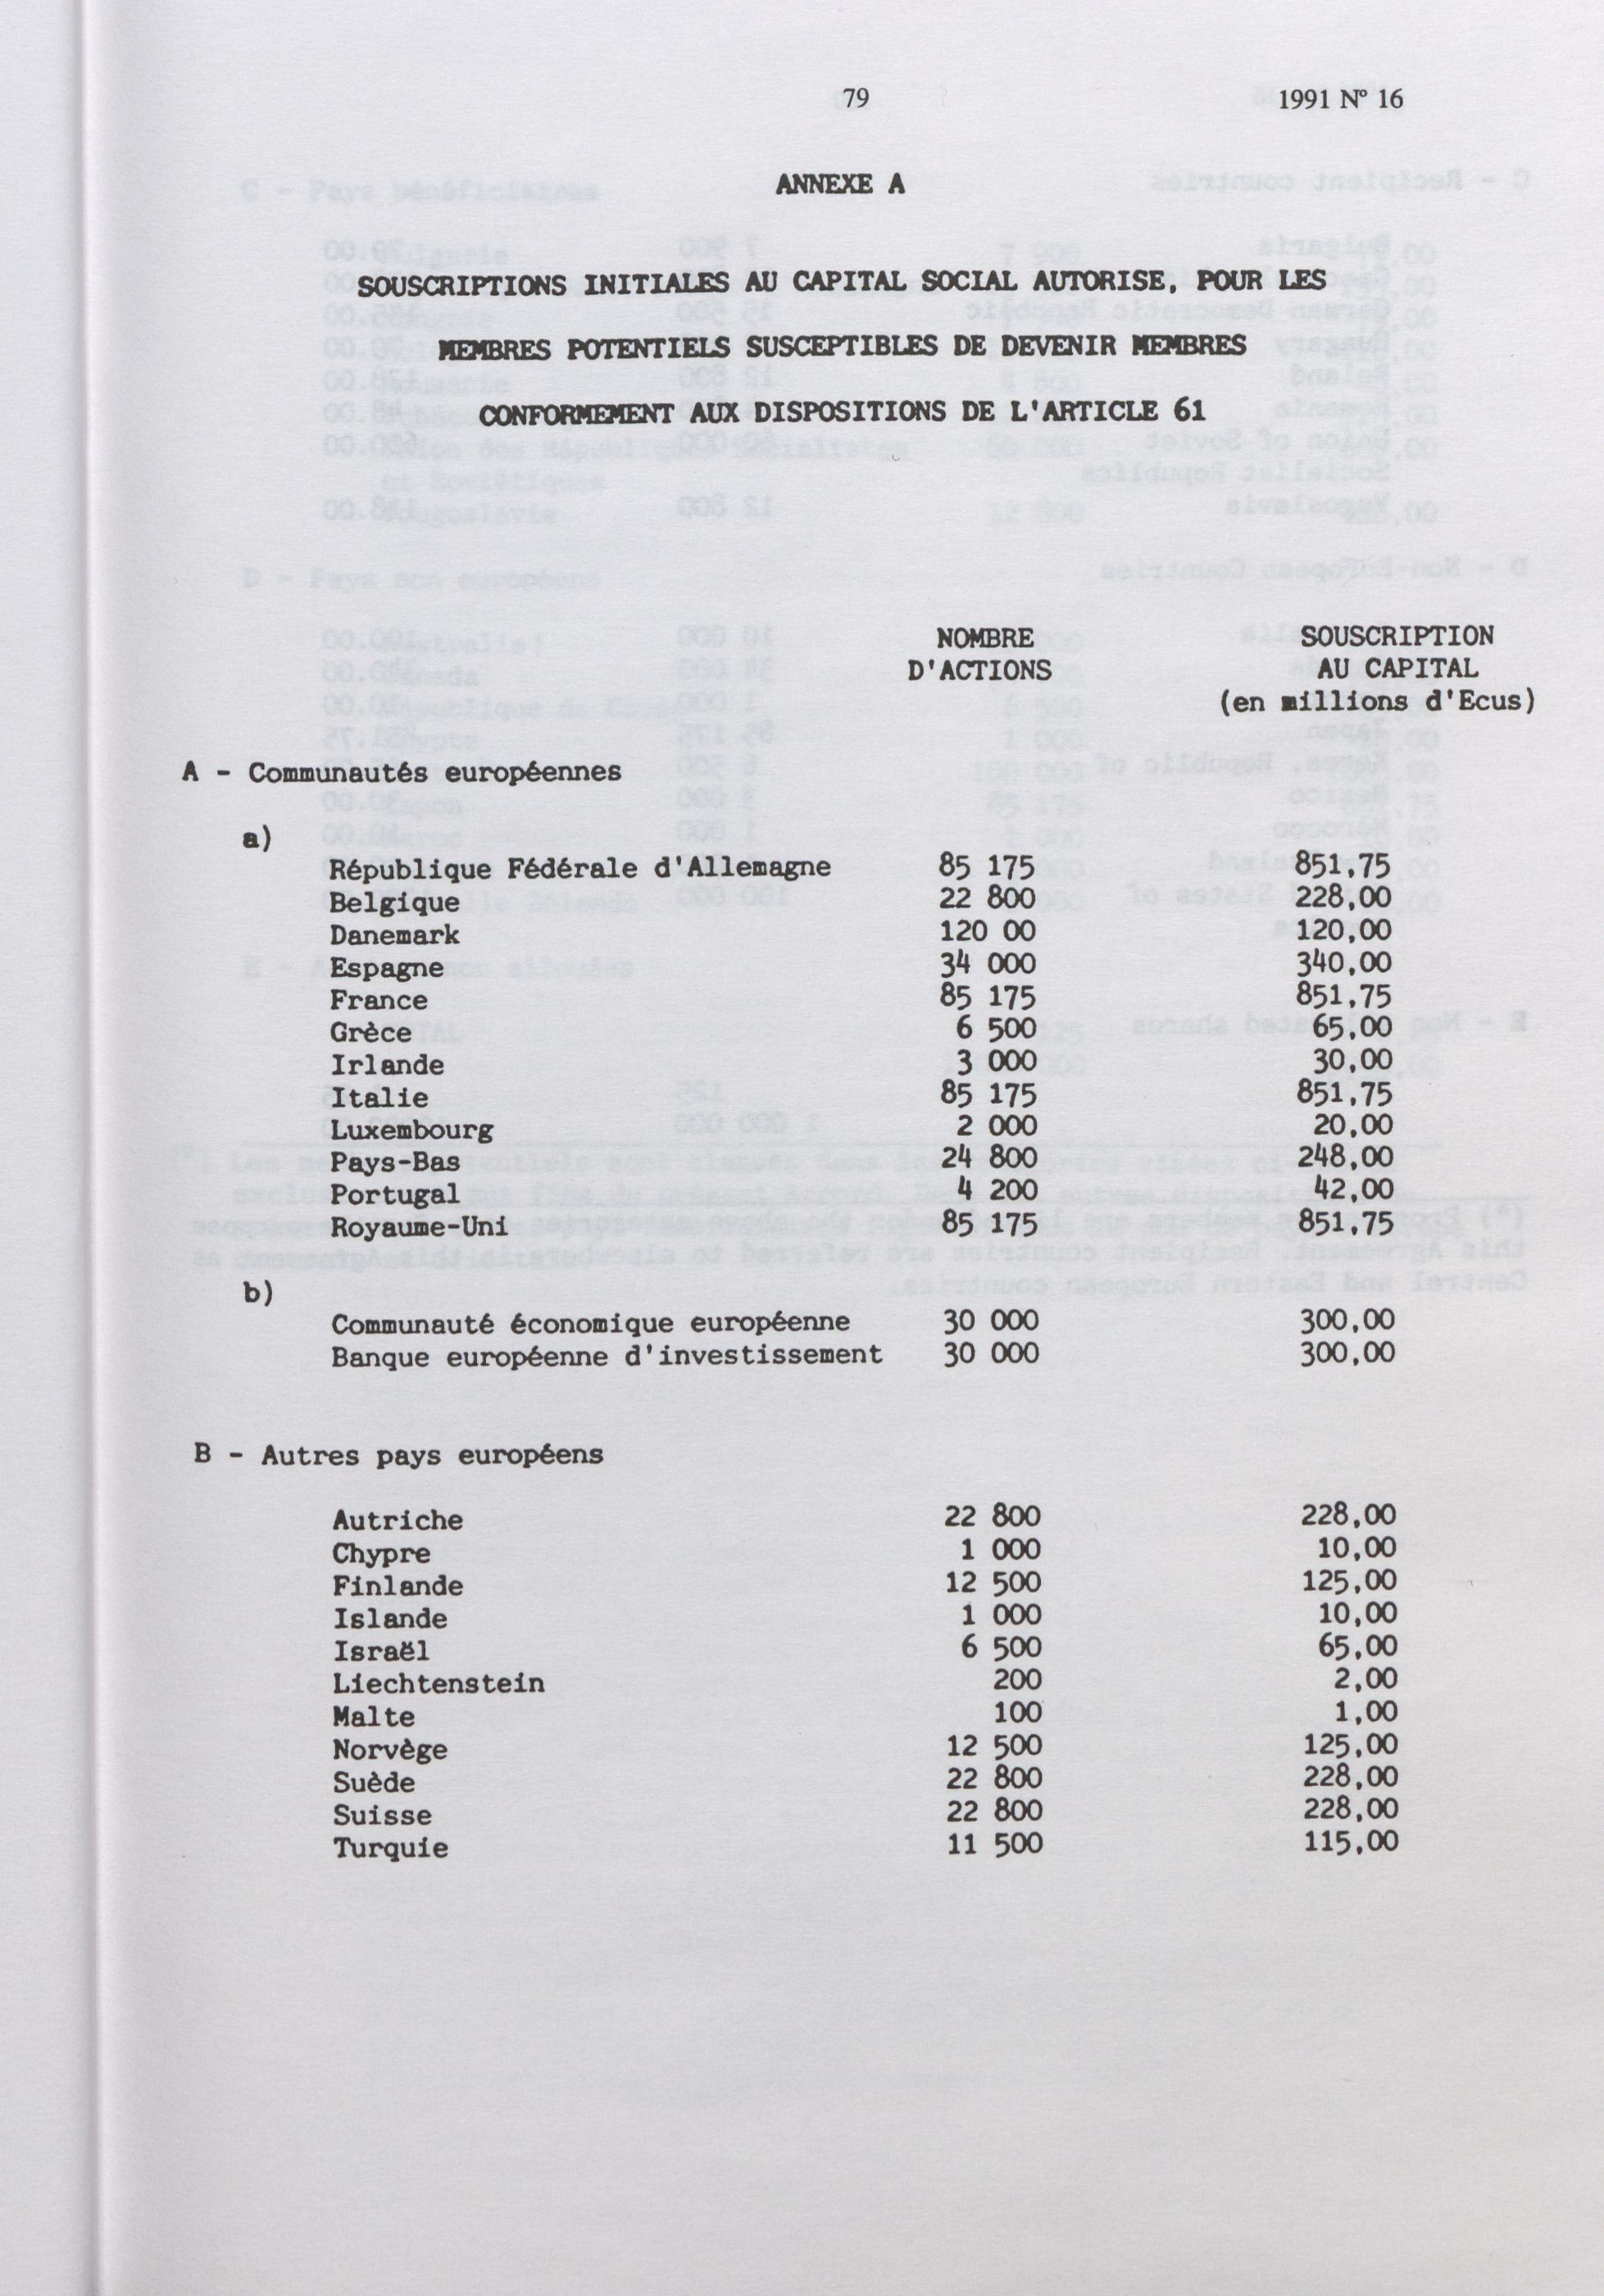 79 1991 Nº 16
ANNEXE A
SOUSCRIPTIONS INITIALES AU CAPITAL SOCIAL AUTORISE, POUR LES
MEMBRES POTENTIELS SUSCEPTIBLES DE DEVENIR MEMBRES
CONFORMEMENT AUX DISPOSITIONS DE L'ARTICLE 61
NOMBRE SOUSCRIPTION
D'ACTIONS AU CAPITAL
(en millions d'Ecus)
A - Communautés européennes
a)
République Fédérale d'Allemagne 85 175 851,75
Belgique 22 800 228,00
Danemark 120 00 120,00
Espagne 34 000 340,00
France 85 175 851,75
Grèce 6 500 65,00
Irlande 3 000 30,00
Italie 85 175 851,75
Luxembourg 2 000 20,00
Pays-Bas 24 800 248,00
Portugal 4 200 42,00
Royaume-Uni 85 175 851,75
b)
Communauté économique européenne 30 000 300,00
Banque européenne d'investissement 30 000 300,00
B - Autres pays européens
Autriche 22 800 228,00
Chypre 1 000 10,00
Finlande 12 500 125,00
Islande 1 000 10,00
Israël 6 500 65,00
Liechtenstein 200 2,00
Malte 100 1,00
Norvège 12 500 125,00
Suède 22 800 228,00
Suisse 22 800 228,00
Turquie 11 500 115,00